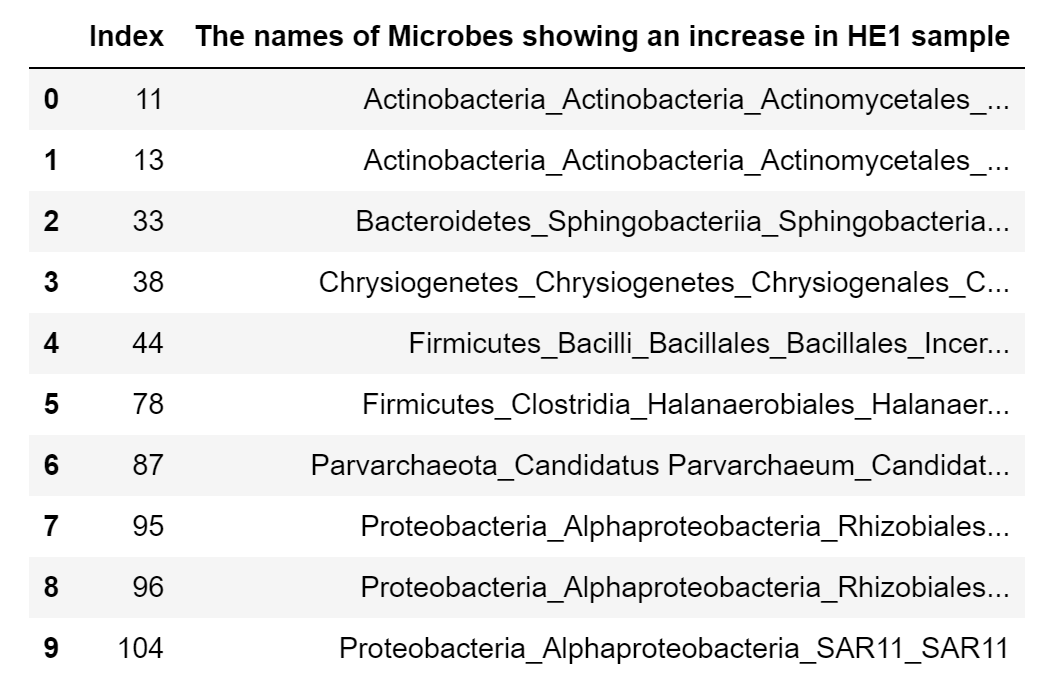 Index The names of Microbes showing an increase in HE1 sample
0 11 Actinobacteria_Actinobacteria_Actinomycetales_...
1 13 Actinobacteria_Actinobacteria_Actinomycetales_...
2 33 Bacteroidetes_Sphingobacteriia_Sphingobacteria...
3 38 Chrysiogenetes_Chrysiogenetes_Chrysiogenales_C...
4 44 Firmicutes_Bacilli_Bacillales_Bacillales_Incer...
5 78 Firmicutes_Clostridia_Halanaerobiales_Halanaer...
6 87 Parvarchaeota_Candidatus Parvarchaeum_Candidat...
7 95 Proteobacteria_Alphaproteobacteria_Rhizobiales...
8 96 Proteobacteria_Alphaproteobacteria_Rhizobiales...
9 104 Proteobacteria_Alphaproteobacteria_SAR11_SAR11